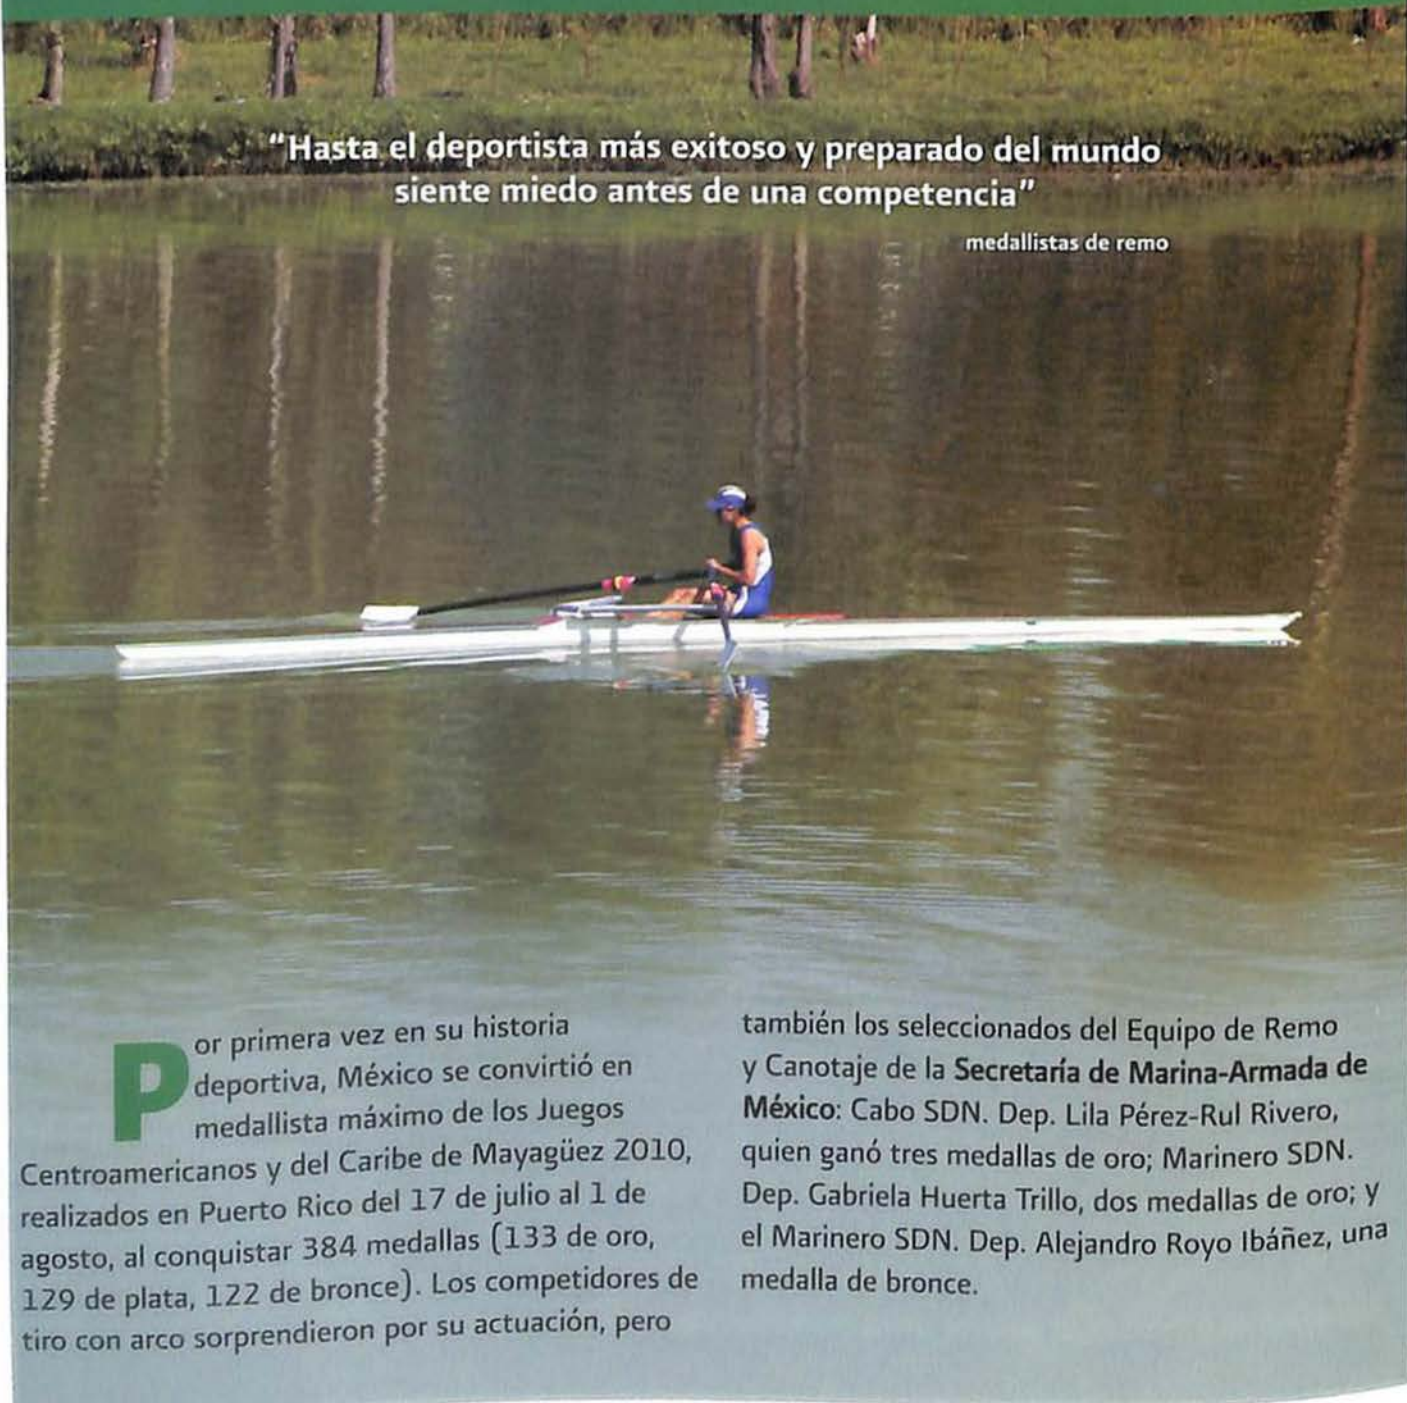 “Hasta el deportista más exitoso y preparado del mundo
siente miedo antes de una competencia”
medallistas de remo
Por primera vez en su historia
deportiva, México se convirtió en
medallista máximo de los Juegos
Centroamericanos y del Caribe de Mayagüez 2010,
realizados en Puerto Rico del 17 de julio al 1 de
agosto, al conquistar 384 medallas (133 de oro,
129 de plata, 122 de bronce). Los competidores de
tiro con arco sorprendieron por su actuación, pero
también los seleccionados del Equipo de Remo
y Canotaje de la Secretaría de Marina-Armada de
México: Cabo SDN. Dep. Lila Pérez-Rul Rivero,
quien ganó tres medallas de oro; Marinero SDN.
Dep. Gabriela Huerta Trillo, dos medallas de oro; y
el Marinero SDN. Dep. Alejandro Royo Ibáñez, una
medalla de bronce.